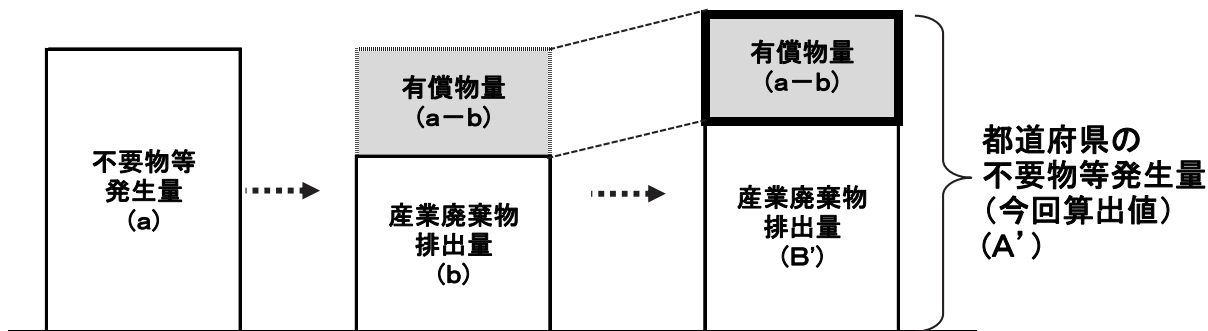 不要物等
発生量
(a)
有償物量
(a－b)
産業廃棄物
排出量
(b)
有償物量
(a－b)
産業廃棄物
排出量
(B')
都道府県の
不要物等発生量
（今回算出値）
(A’)